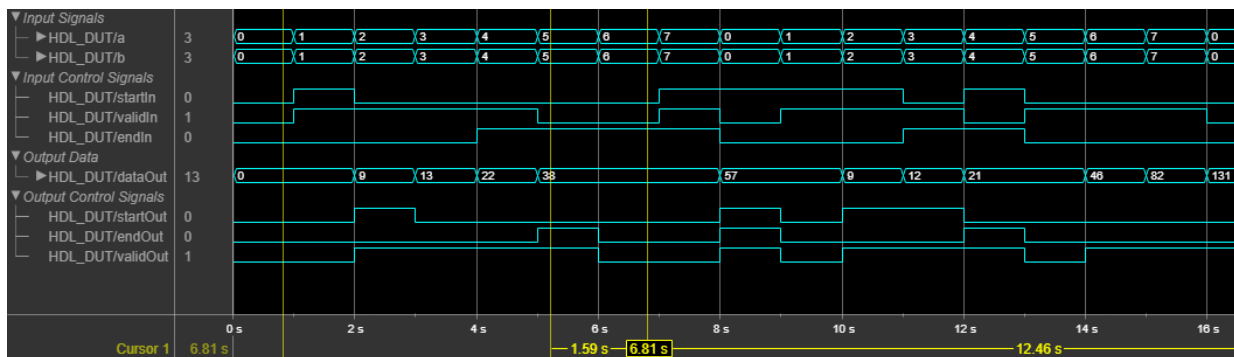 ▼ Input Signals
▶HDL_DUT/a 3 0 1 2 3 4 5 6 7 0 1 2 3 4 5 6 7 0
▶HDL_DUT/b 3 0 1 2 3 4 5 6 7 0 1 2 3 4 5 6 7 0
▼ Input Control Signals
HDL_DUT/startIn 0
HDL_DUT/validIn 1
HDL_DUT/endIn 0
▼ Output Data
▶HDL_DUT/dataOut 13 0 9 13 22 38 57 9 12 21 46 82 131
▼ Output Control Signals
HDL_DUT/startOut 0
HDL_DUT/endOut 0
HDL_DUT/validOut 1
0 s 2 s 4 s 6 s 8 s 10 s 12 s 14 s 16 s
Cursor 1 6.81 s 1.59 s 6.81 s 12.46 s